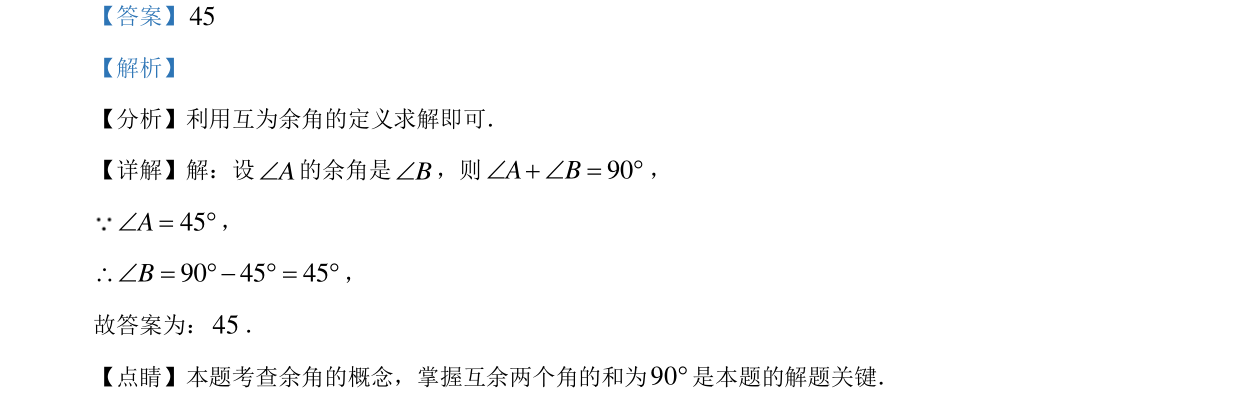 【答案】45
【解析】
【分析】利用互为余角的定义求解即可．
【详解】解：设∠A的余角是∠B，则∠A+∠B=90°，
∵∠A=45°，
∴∠B=90°−45°=45°，
故答案为：45．
【点睛】本题考查余角的概念，掌握互余两个角的和为90°是本题的解题关键．